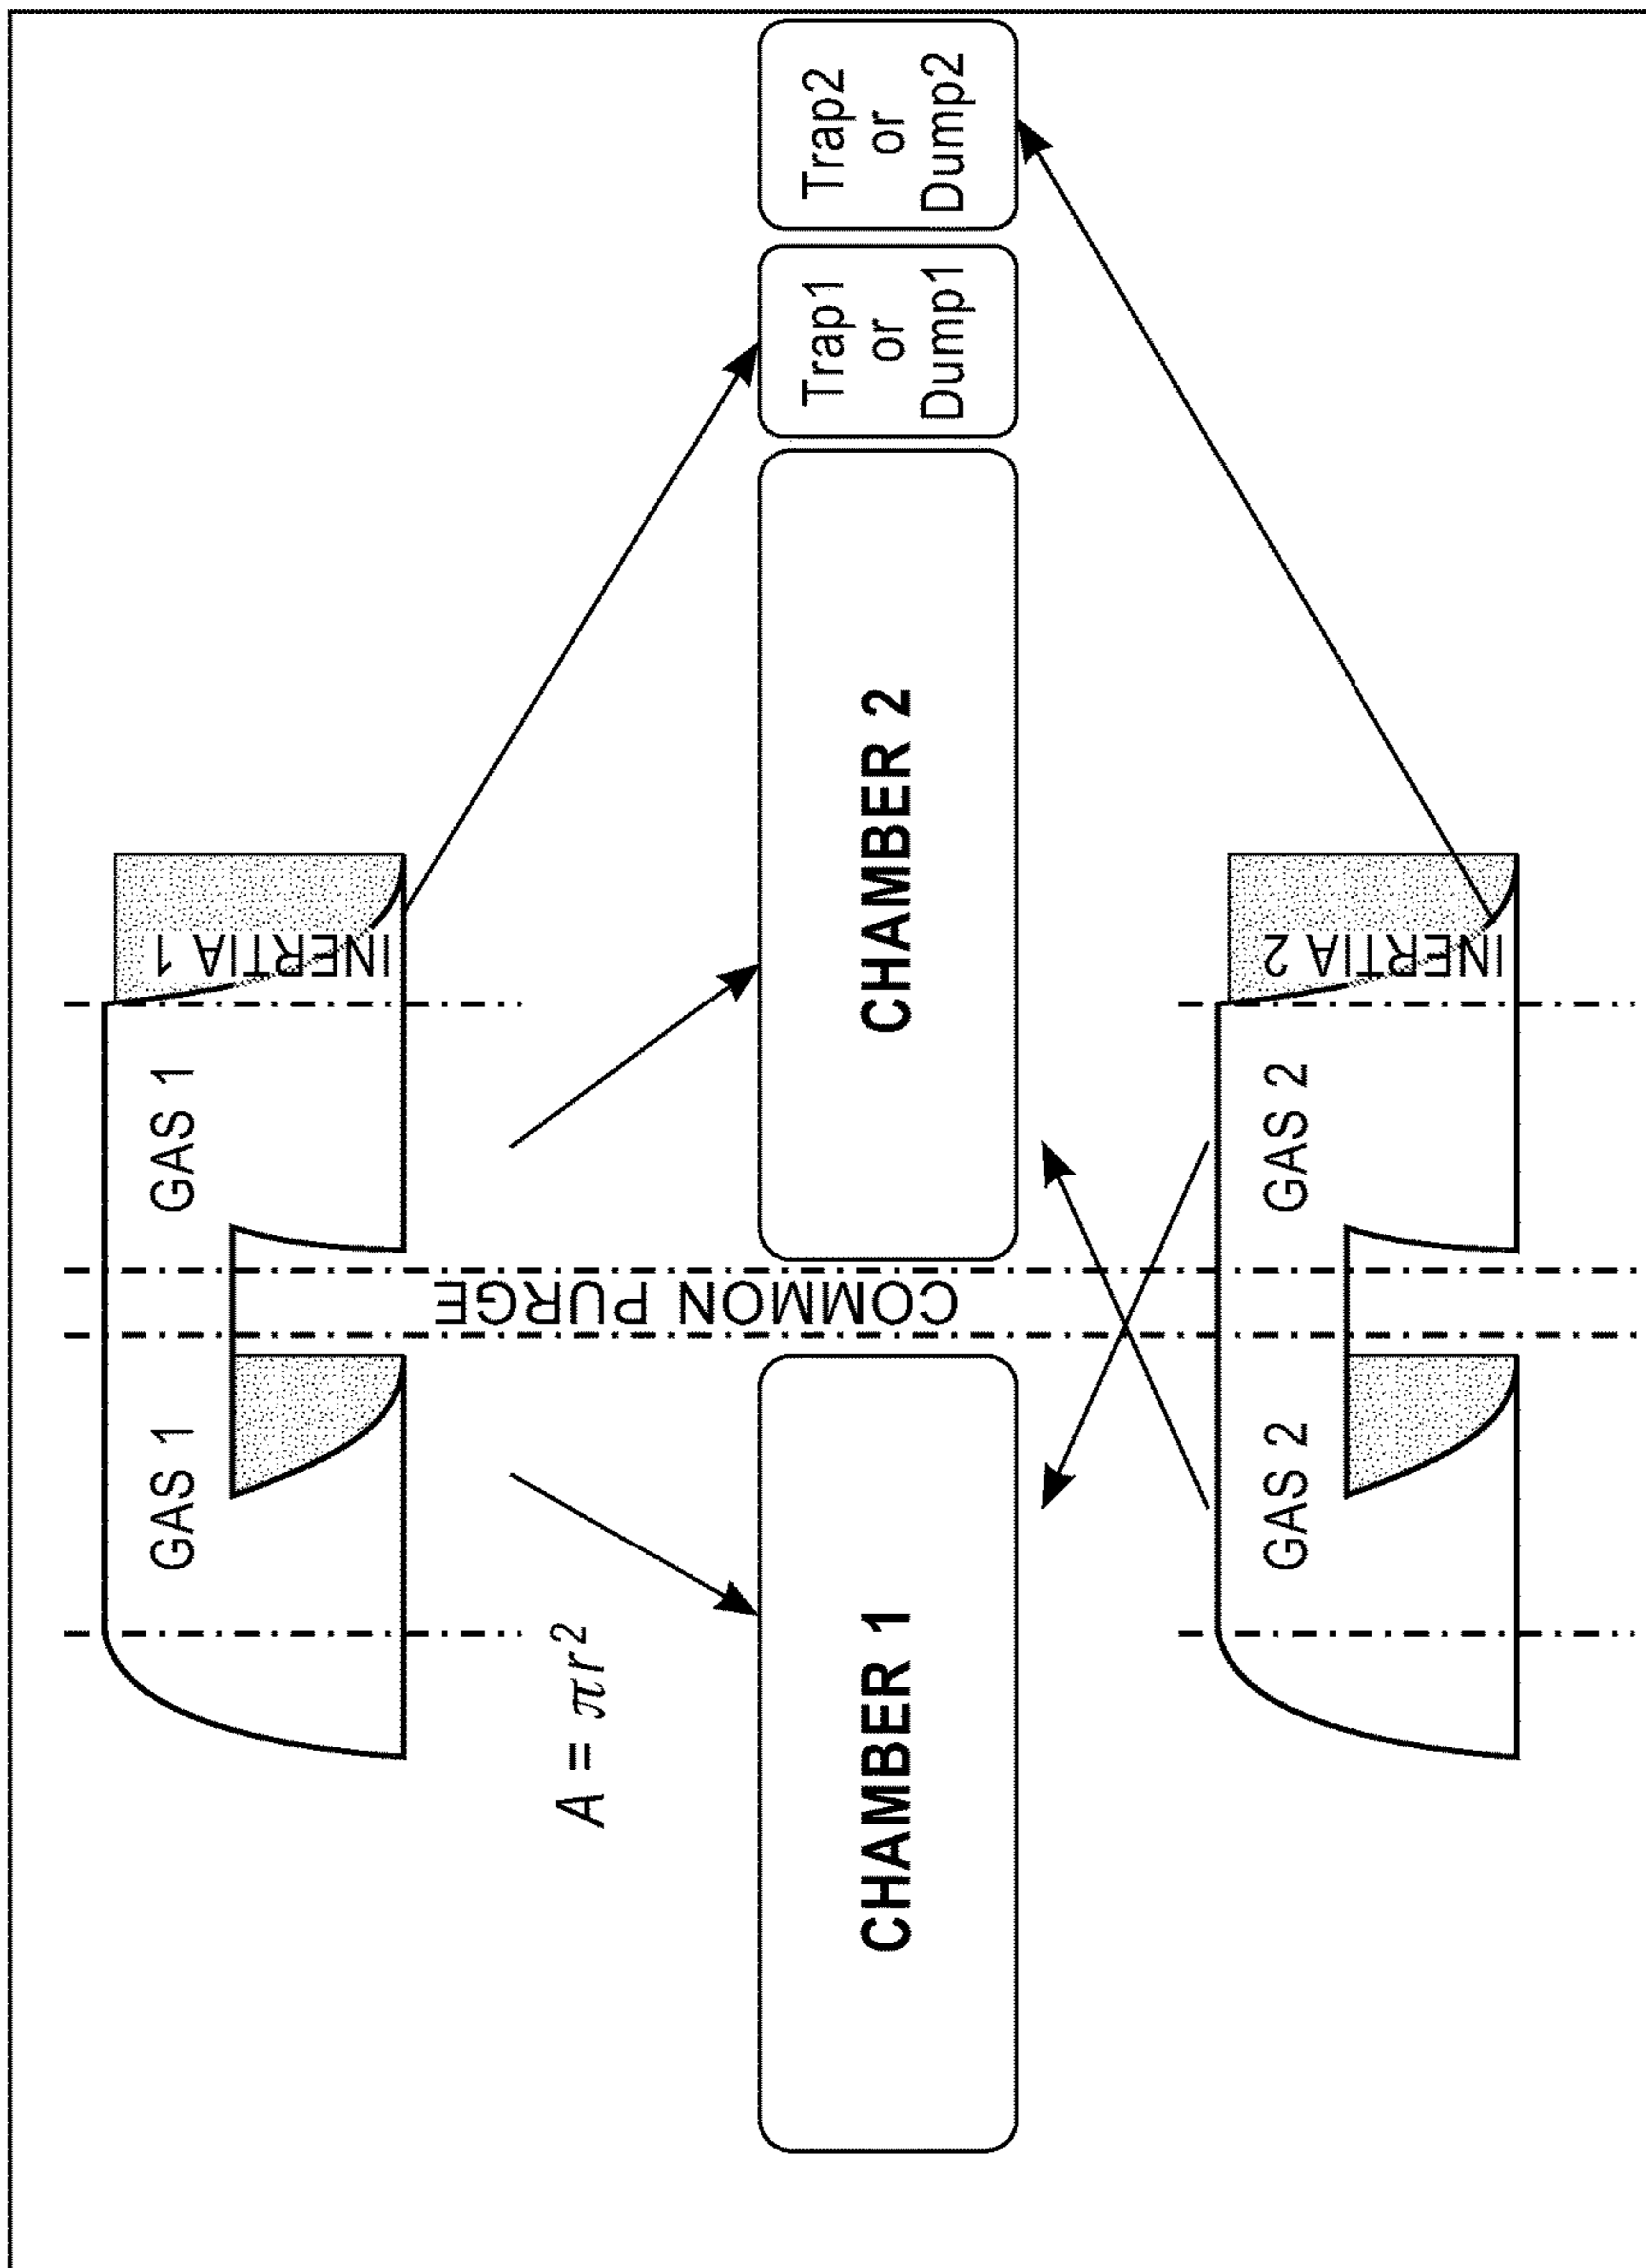 GAS 1
GAS 1
INERTIA 1
A = πr²
COMMON PURGE
CHAMBER 1
CHAMBER 2
Trap1
or
Dump1
Trap2
or
Dump2
GAS 2
GAS 2
INERTIA 2